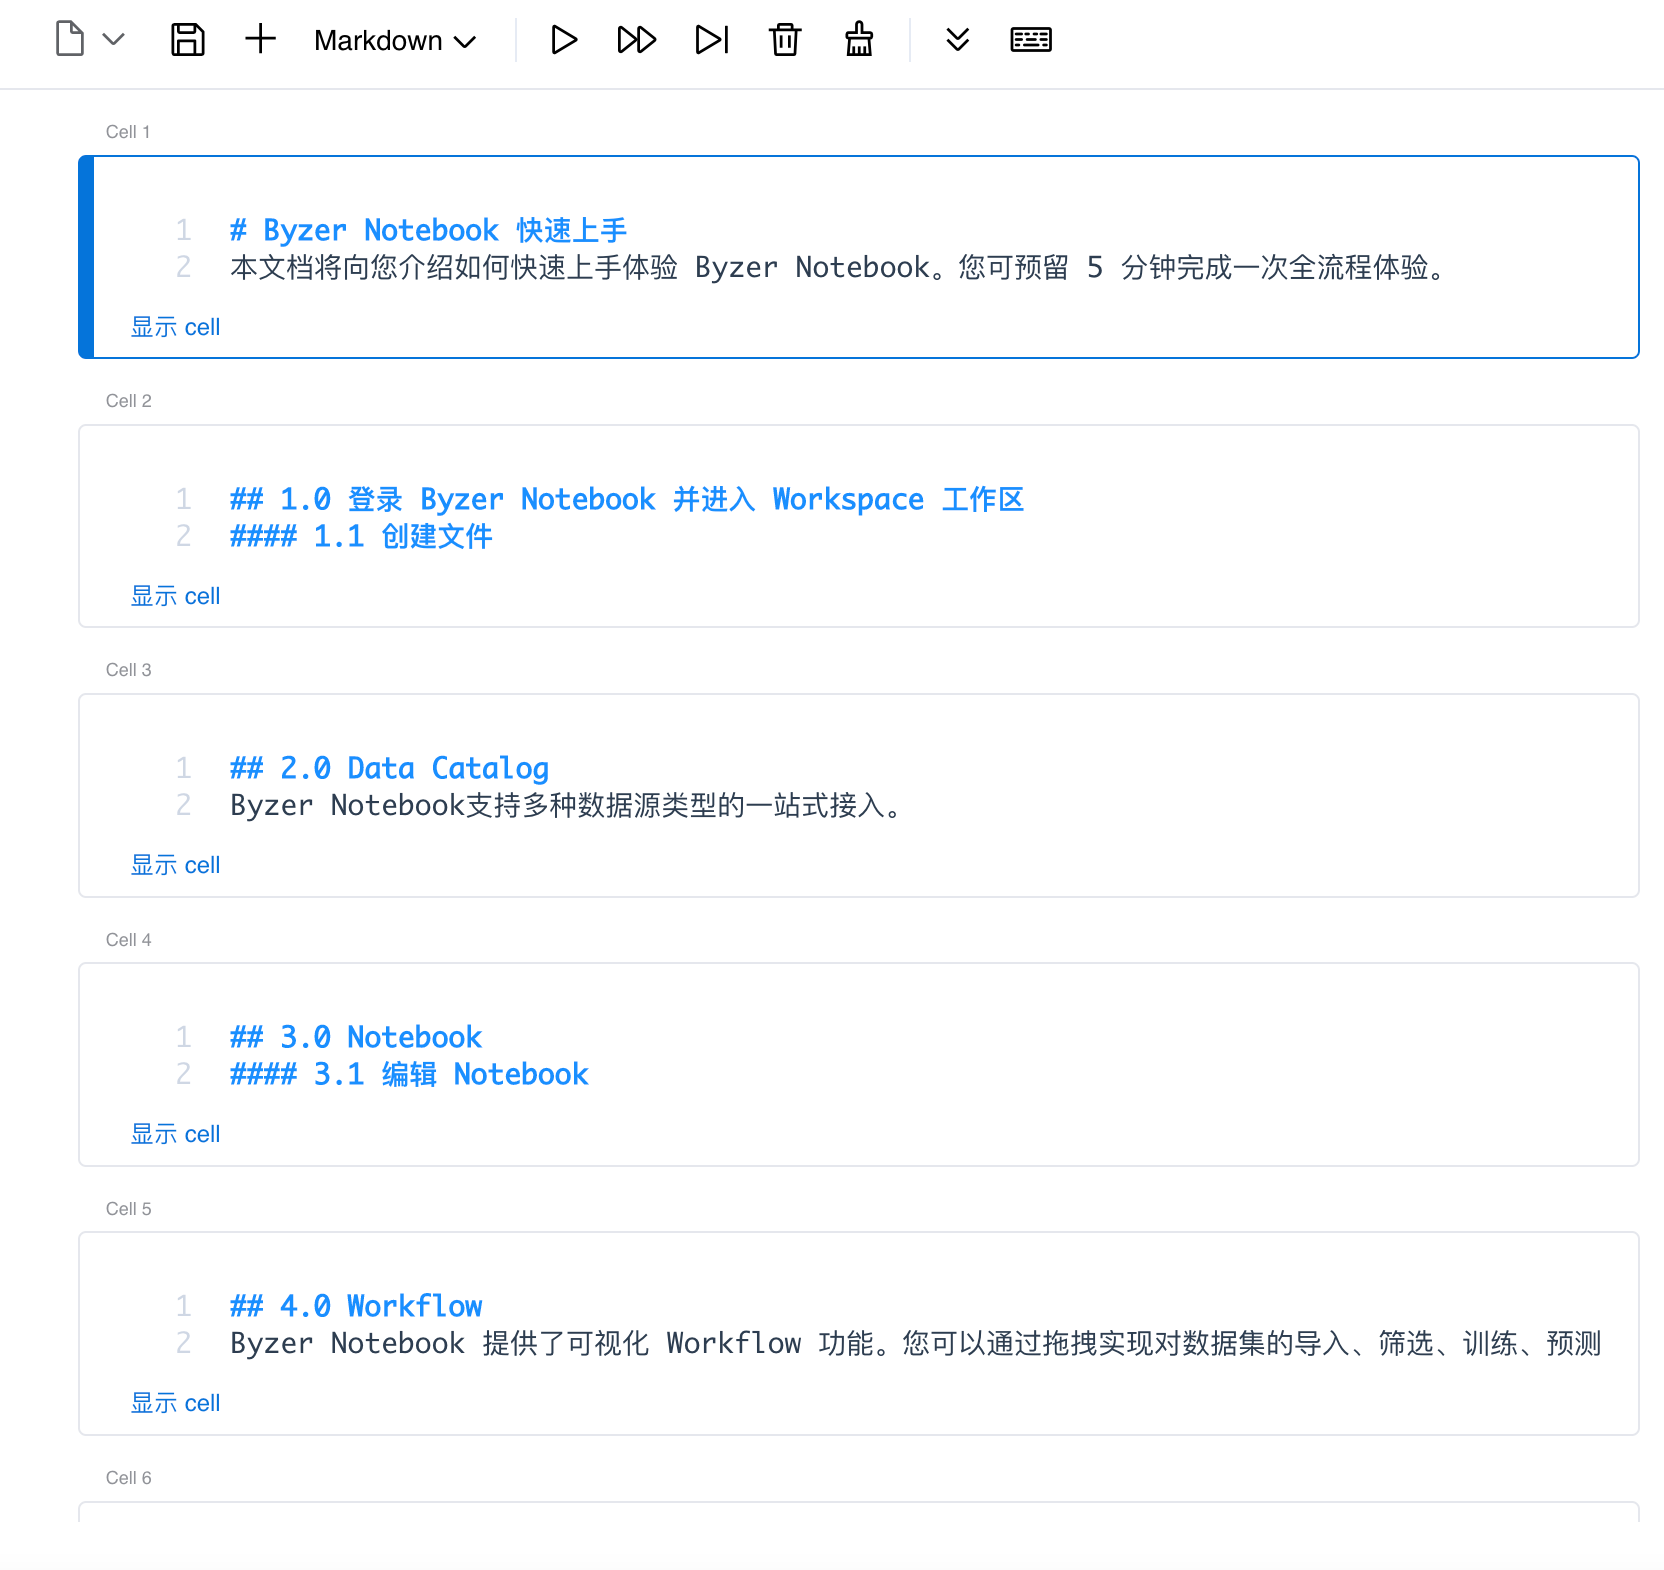 Markdown
Cell 1
1 # Byzer Notebook 快速上手
2 本文档将向您介绍如何快速上手体验 Byzer Notebook。您可预留 5 分钟完成一次全流程体验。
显示 cell
Cell 2
1 ## 1.0 登录 Byzer Notebook 并进入 Workspace 工作区
2 #### 1.1 创建文件
显示 cell
Cell 3
1 ## 2.0 Data Catalog
2 Byzer Notebook支持多种数据源类型的一站式接入。
显示 cell
Cell 4
1 ## 3.0 Notebook
2 #### 3.1 编辑 Notebook
显示 cell
Cell 5
1 ## 4.0 Workflow
2 Byzer Notebook 提供了可视化 Workflow 功能。您可以通过拖拽实现对数据集的导入、筛选、训练、预测
显示 cell
Cell 6